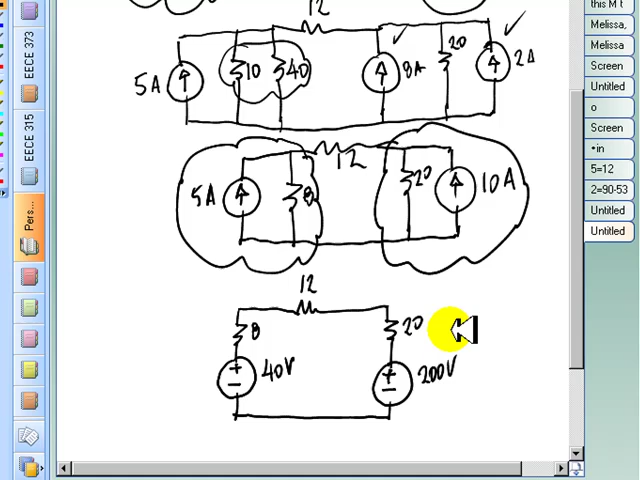 this M t
Melissa,
Melissa
Screen
Untitled
o
Screen
•in
5=12
2=90-53
Untitled
Untitled
EECE 373
EECE 315
Pers...
12
5A
10
40
8A
20
2A
12
5A
8
20
10A
12
8
20
40V
200V